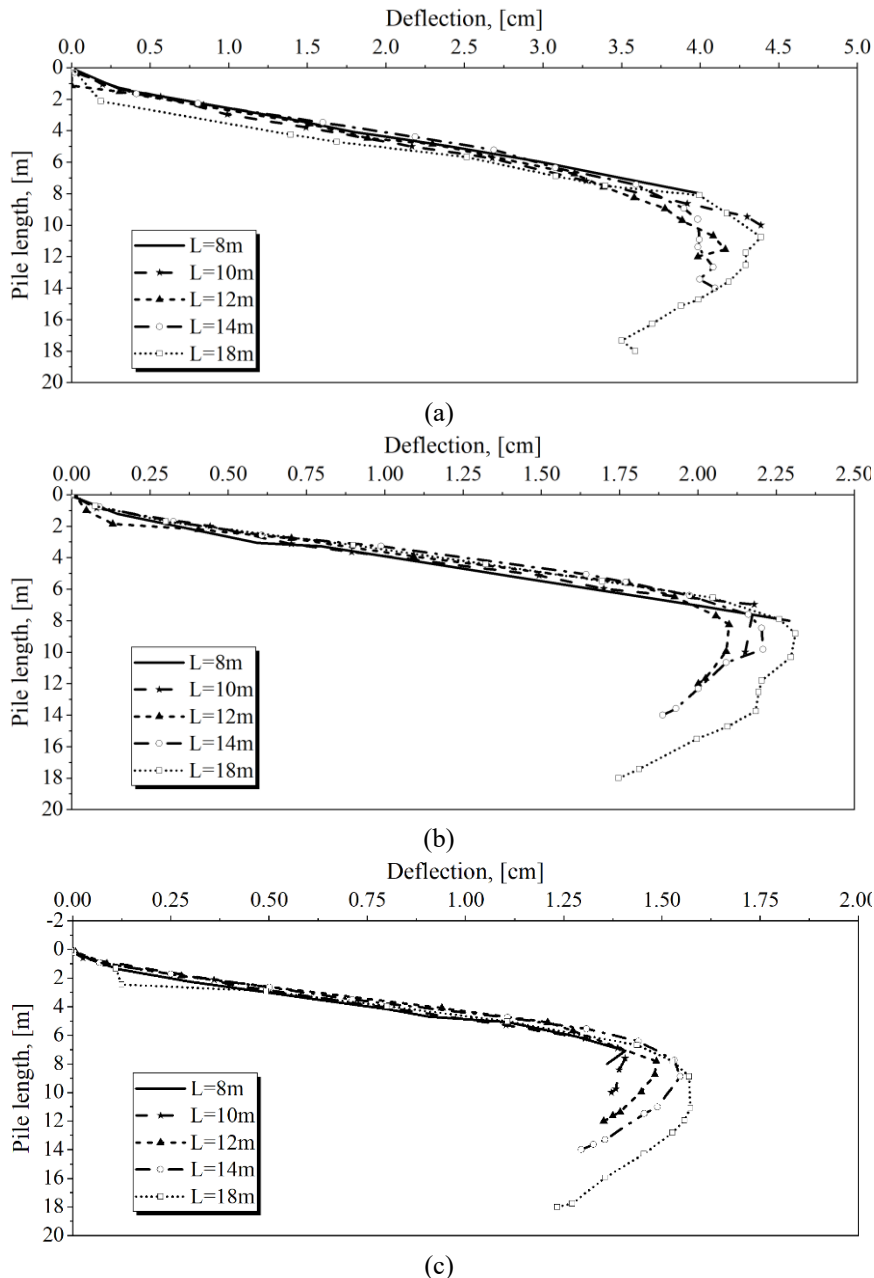 Deflection, [cm]
0.0 0.5 1.0 1.5 2.0 2.5 3.0 3.5 4.0 4.5 5.0
Pile length, [m]
0
2
4
6
8
10
12
14
16
18
20
L=8m
L=10m
L=12m
L=14m
L=18m
(a)
Deflection, [cm]
0.00 0.25 0.50 0.75 1.00 1.25 1.50 1.75 2.00 2.25 2.50
Pile length, [m]
0
2
4
6
8
10
12
14
16
18
20
L=8m
L=10m
L=12m
L=14m
L=18m
(b)
Deflection, [cm]
0.00 0.25 0.50 0.75 1.00 1.25 1.50 1.75 2.00
Pile length, [m]
-2
0
2
4
6
8
10
12
14
16
18
20
L=8m
L=10m
L=12m
L=14m
L=18m
(c)